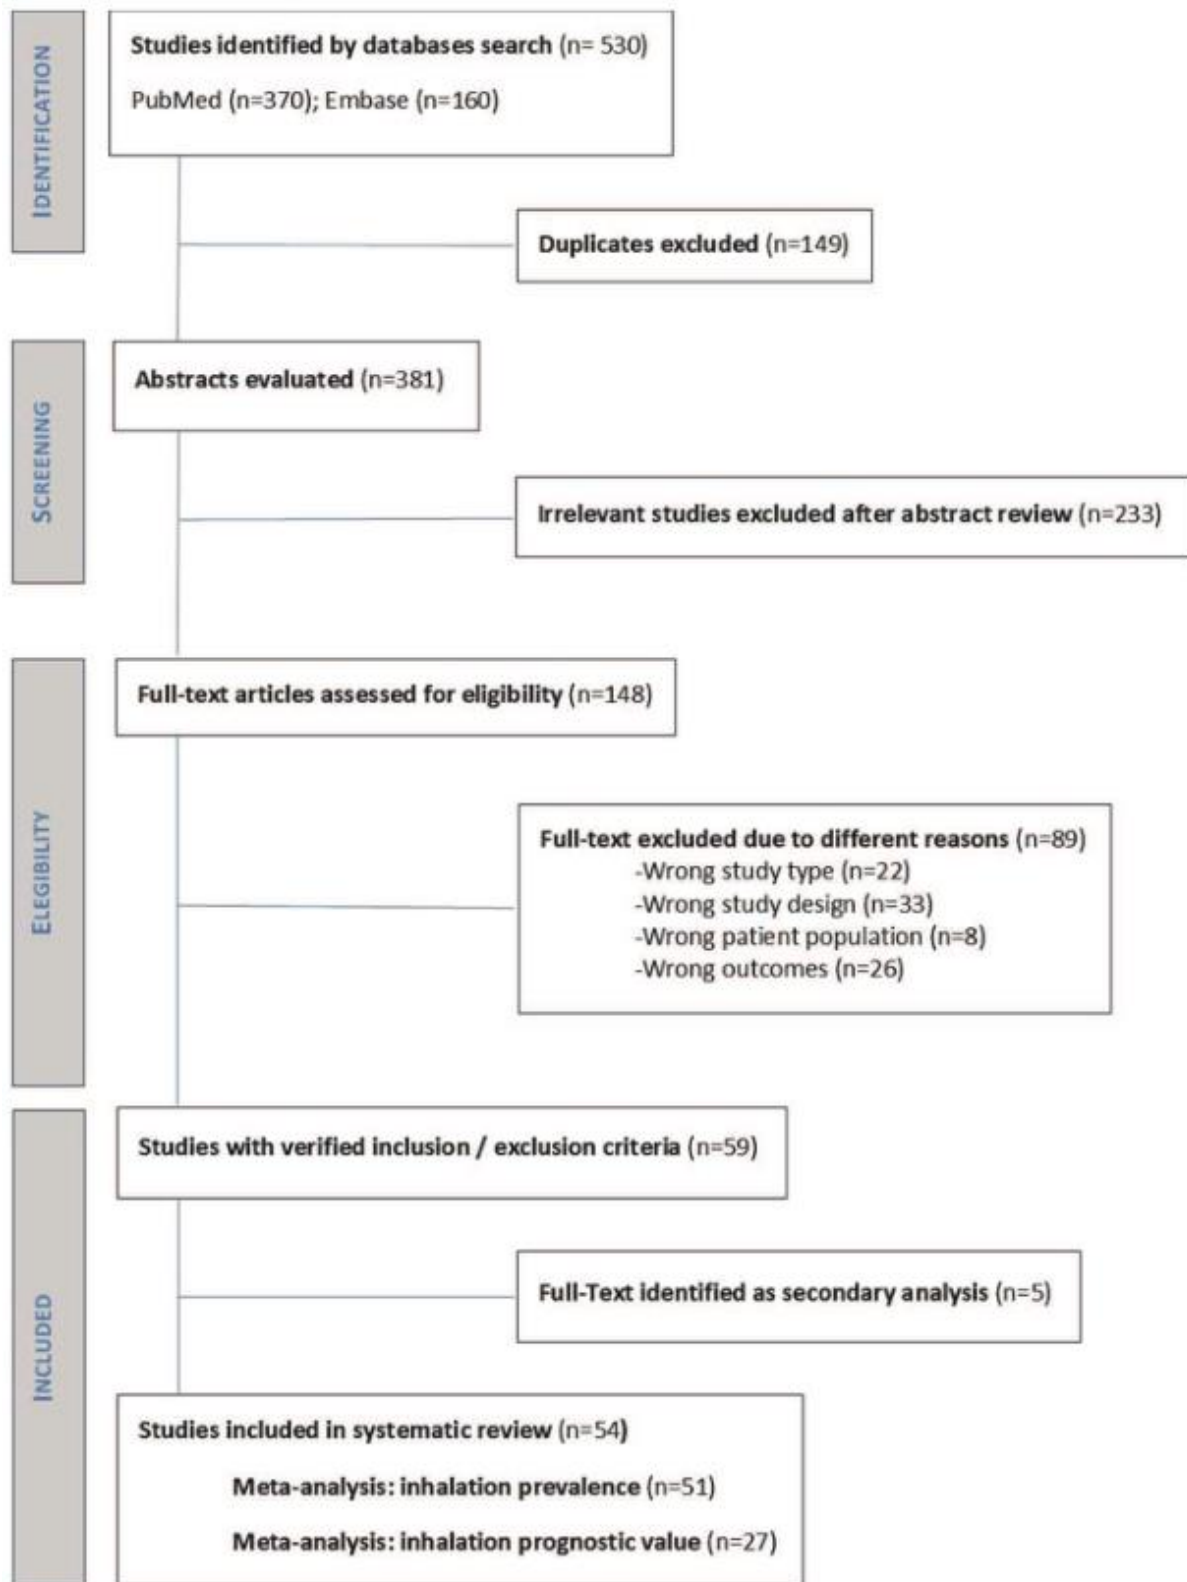 IDENTIFICATION
Studies identified by databases search (n= 530)
PubMed (n=370); Embase (n=160)
Duplicates excluded (n=149)
SCREENING
Abstracts evaluated (n=381)
Irrelevant studies excluded after abstract review (n=233)
ELEGIBILITY
Full-text articles assessed for eligibility (n=148)
Full-text excluded due to different reasons (n=89)
-Wrong study type (n=22)
-Wrong study design (n=33)
-Wrong patient population (n=8)
-Wrong outcomes (n=26)
INCLUDED
Studies with verified inclusion / exclusion criteria (n=59)
Full-Text identified as secondary analysis (n=5)
Studies included in systematic review (n=54)
Meta-analysis: inhalation prevalence (n=51)
Meta-analysis: inhalation prognostic value (n=27)